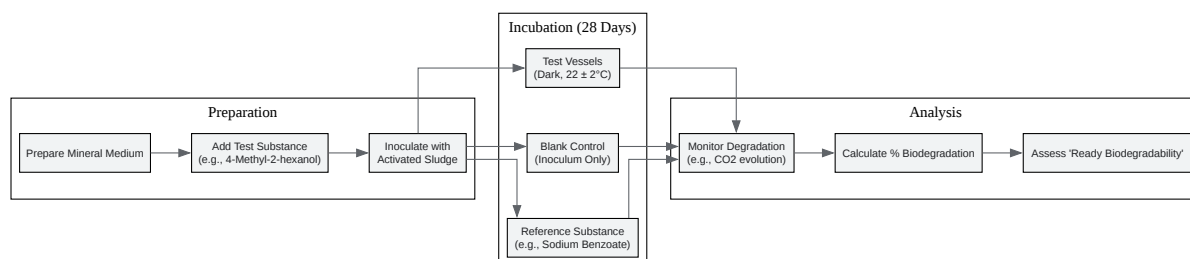 Preparation
Prepare Mineral Medium
Add Test Substance
(e.g., 4-Methyl-2-hexanol)
Inoculate with
Activated Sludge
Incubation (28 Days)
Test Vessels
(Dark, 22 ± 2°C)
Blank Control
(Inoculum Only)
Reference Substance
(e.g., Sodium Benzoate)
Analysis
Monitor Degradation
(e.g., CO2 evolution)
Calculate % Biodegradation
Assess 'Ready Biodegradability'